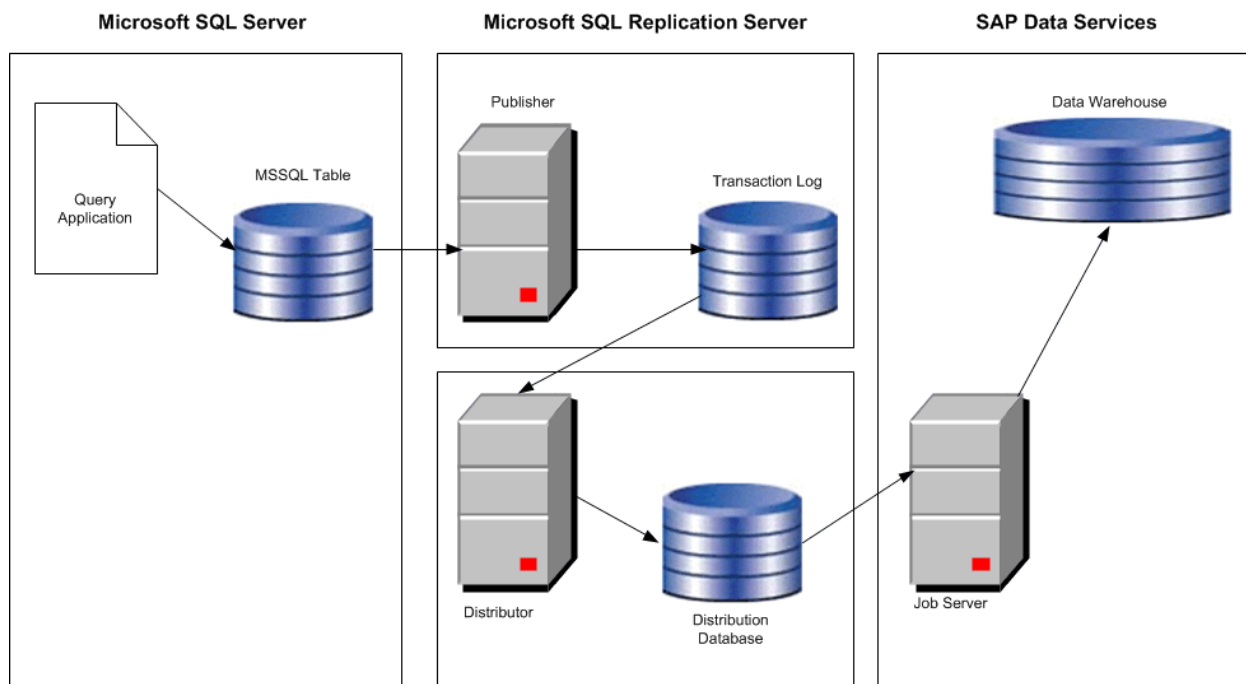 Microsoft SQL Server
Microsoft SQL Replication Server
SAP Data Services
Query
Application
MSSQL Table
Publisher
Transaction Log
Distributor
Distribution
Database
Data Warehouse
Job Server